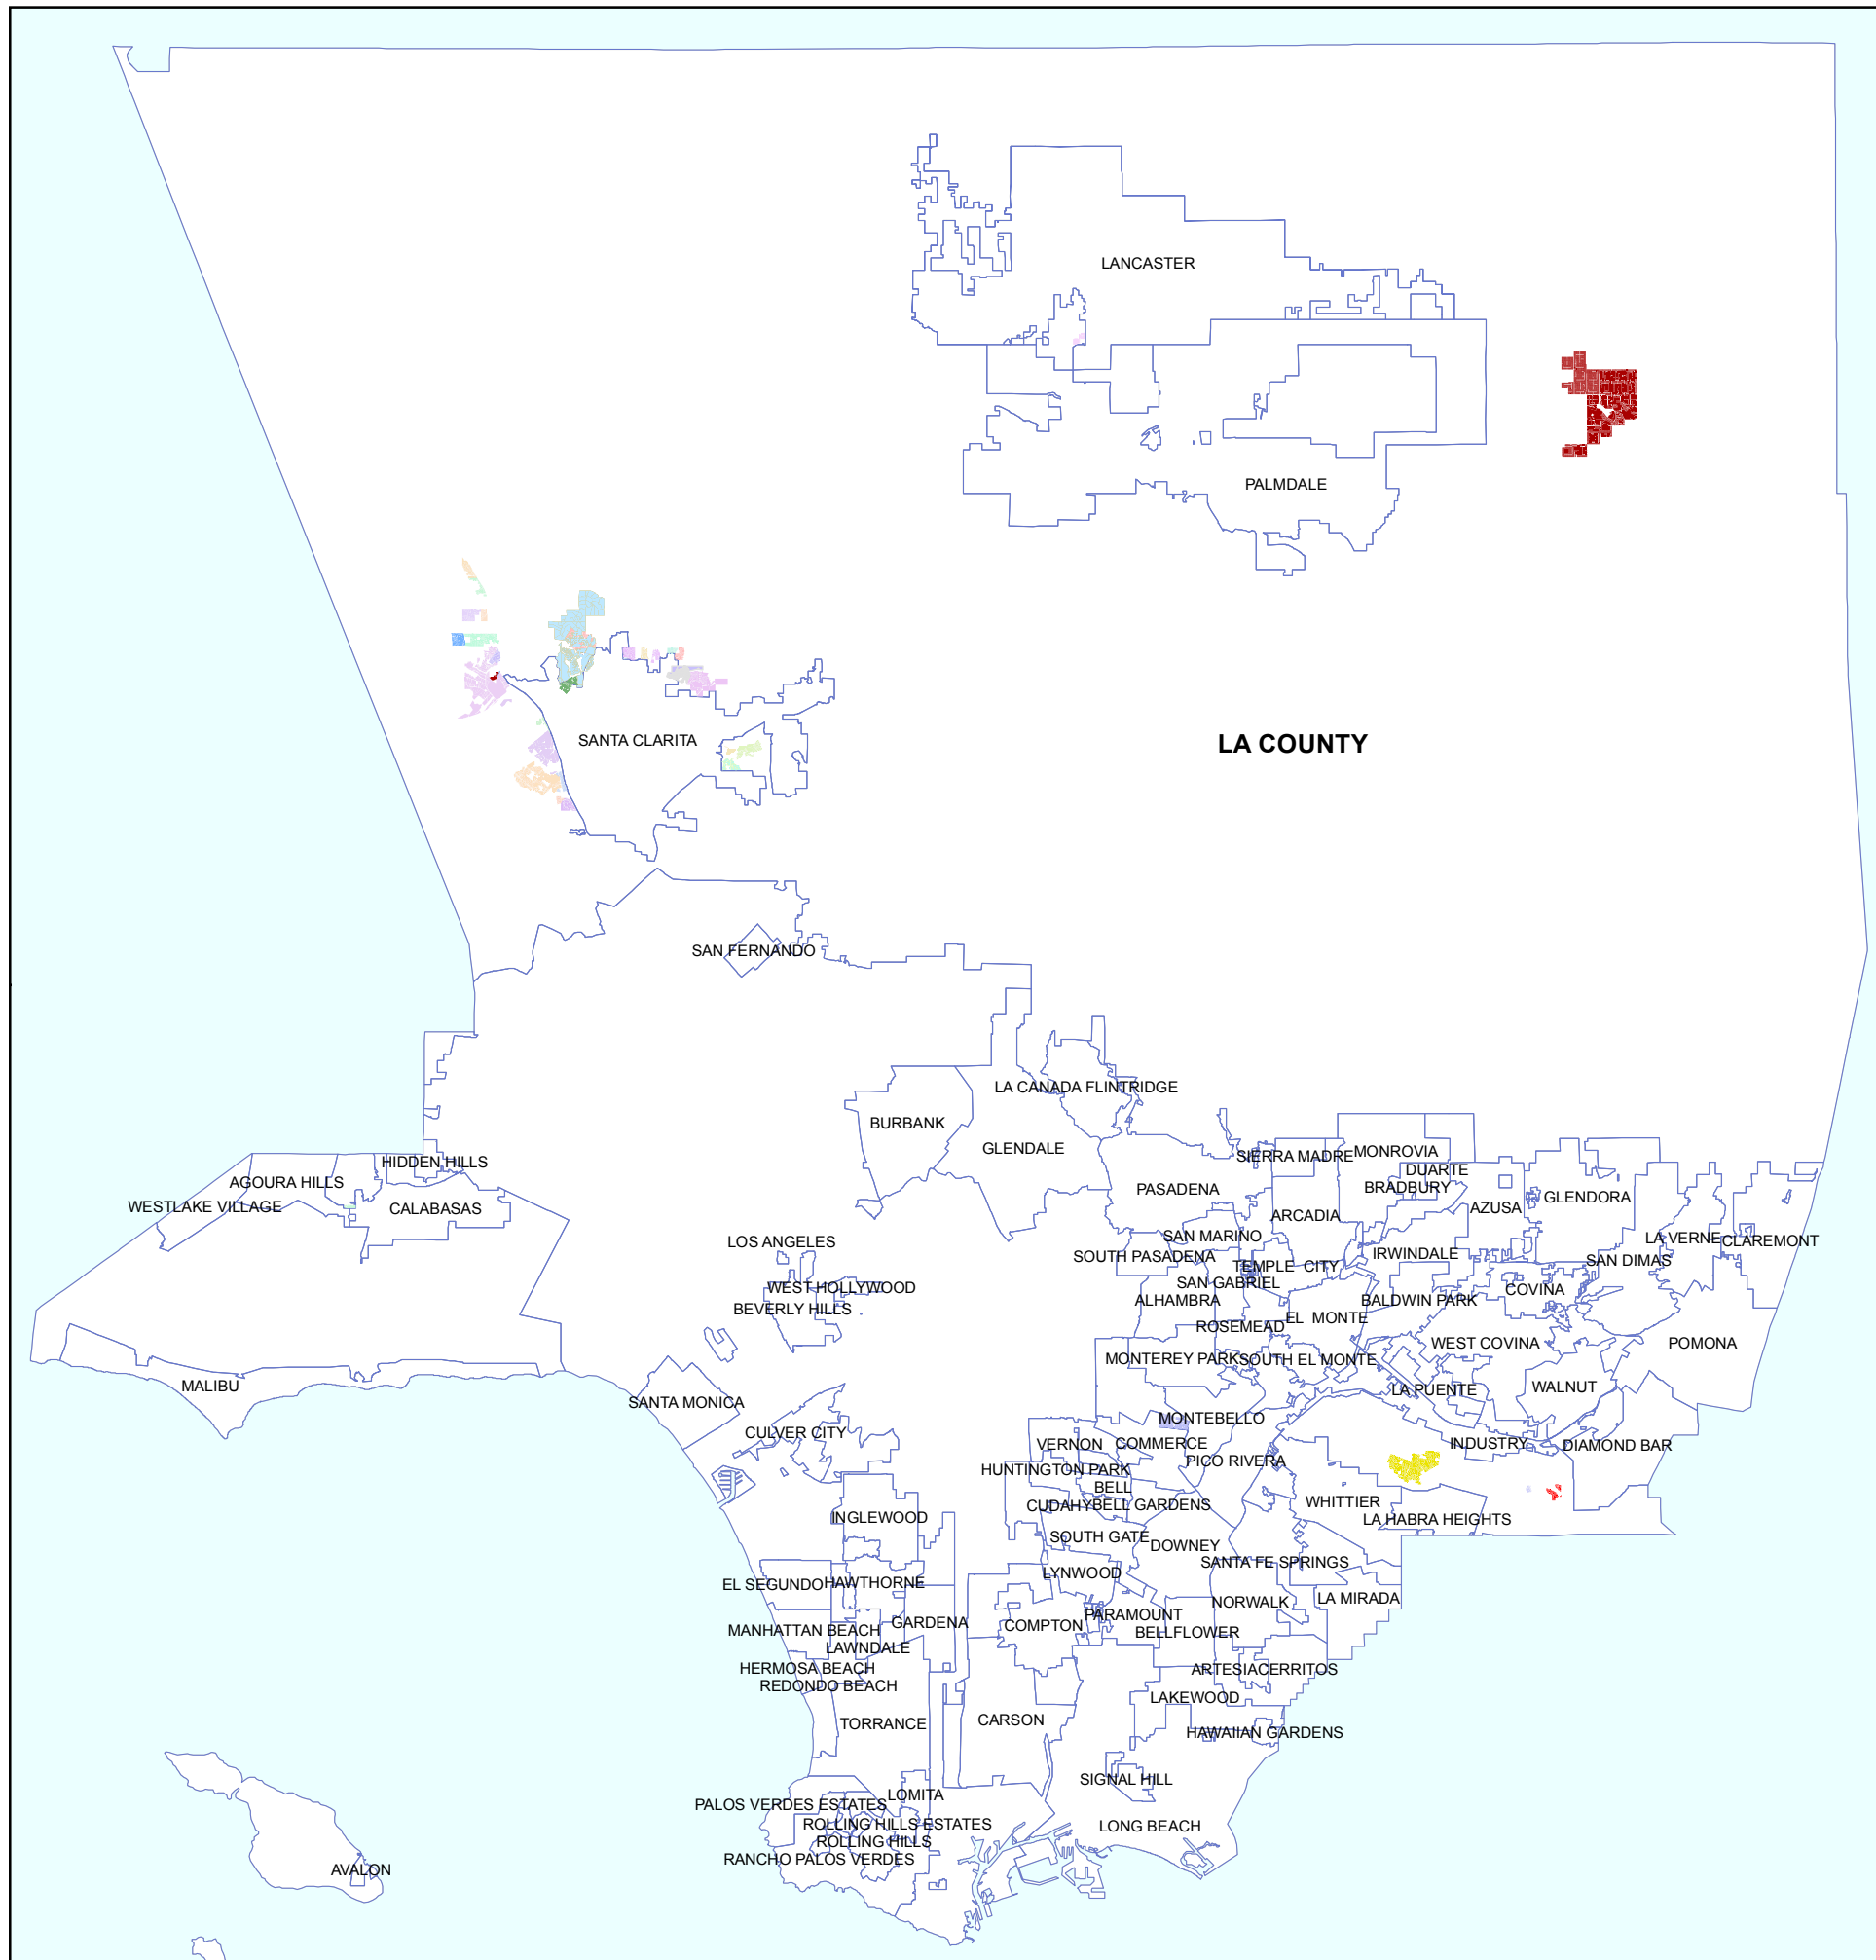 LANCASTER
PALMDALE
SANTA CLARITA
LA COUNTY
SAN FERNANDO
LA CANADA FLINTRIDGE
BURBANK
GLENDALE
SIERRA MADRE
MONROVIA
HIDDEN HILLS
DUARTE
AGOURA HILLS
BRADBURY
PASADENA
GLENDORA
WESTLAKE VILLAGE
CALABASAS
AZUSA
ARCADIA
SAN MARINO
LA VERNE
CLAREMONT
LOS ANGELES
SOUTH PASADENA
IRWINDALE
SAN DIMAS
TEMPLE CITY
SAN GABRIEL
WEST HOLLYWOOD
COVINA
ALHAMBRA
BALDWIN PARK
BEVERLY HILLS
EL MONTE
ROSEMEAD
WEST COVINA
POMONA
MONTEREY PARK
SOUTH EL MONTE
MALIBU
LA PUENTE
WALNUT
SANTA MONICA
MONTEBELLO
CULVER CITY
VERNON
COMMERCE
INDUSTRY
DIAMOND BAR
PICO RIVERA
HUNTINGTON PARK
BELL
WHITTIER
CUDAHY
BELL GARDENS
INGLEWOOD
LA HABRA HEIGHTS
SOUTH GATE
DOWNEY
SANTA FE SPRINGS
LYNWOOD
EL SEGUNDO
HAWTHORNE
LA MIRADA
NORWALK
PARAMOUNT
GARDENA
COMPTON
MANHATTAN BEACH
BELLFLOWER
LAWNDALE
HERMOSA BEACH
ARTESIA
CERRITOS
REDONDO BEACH
LAKEWOOD
TORRANCE
CARSON
HAWAIIAN GARDENS
SIGNAL HILL
LOMITA
PALOS VERDES ESTATES
ROLLING HILLS ESTATES
LONG BEACH
ROLLING HILLS
RANCHO PALOS VERDES
AVALON